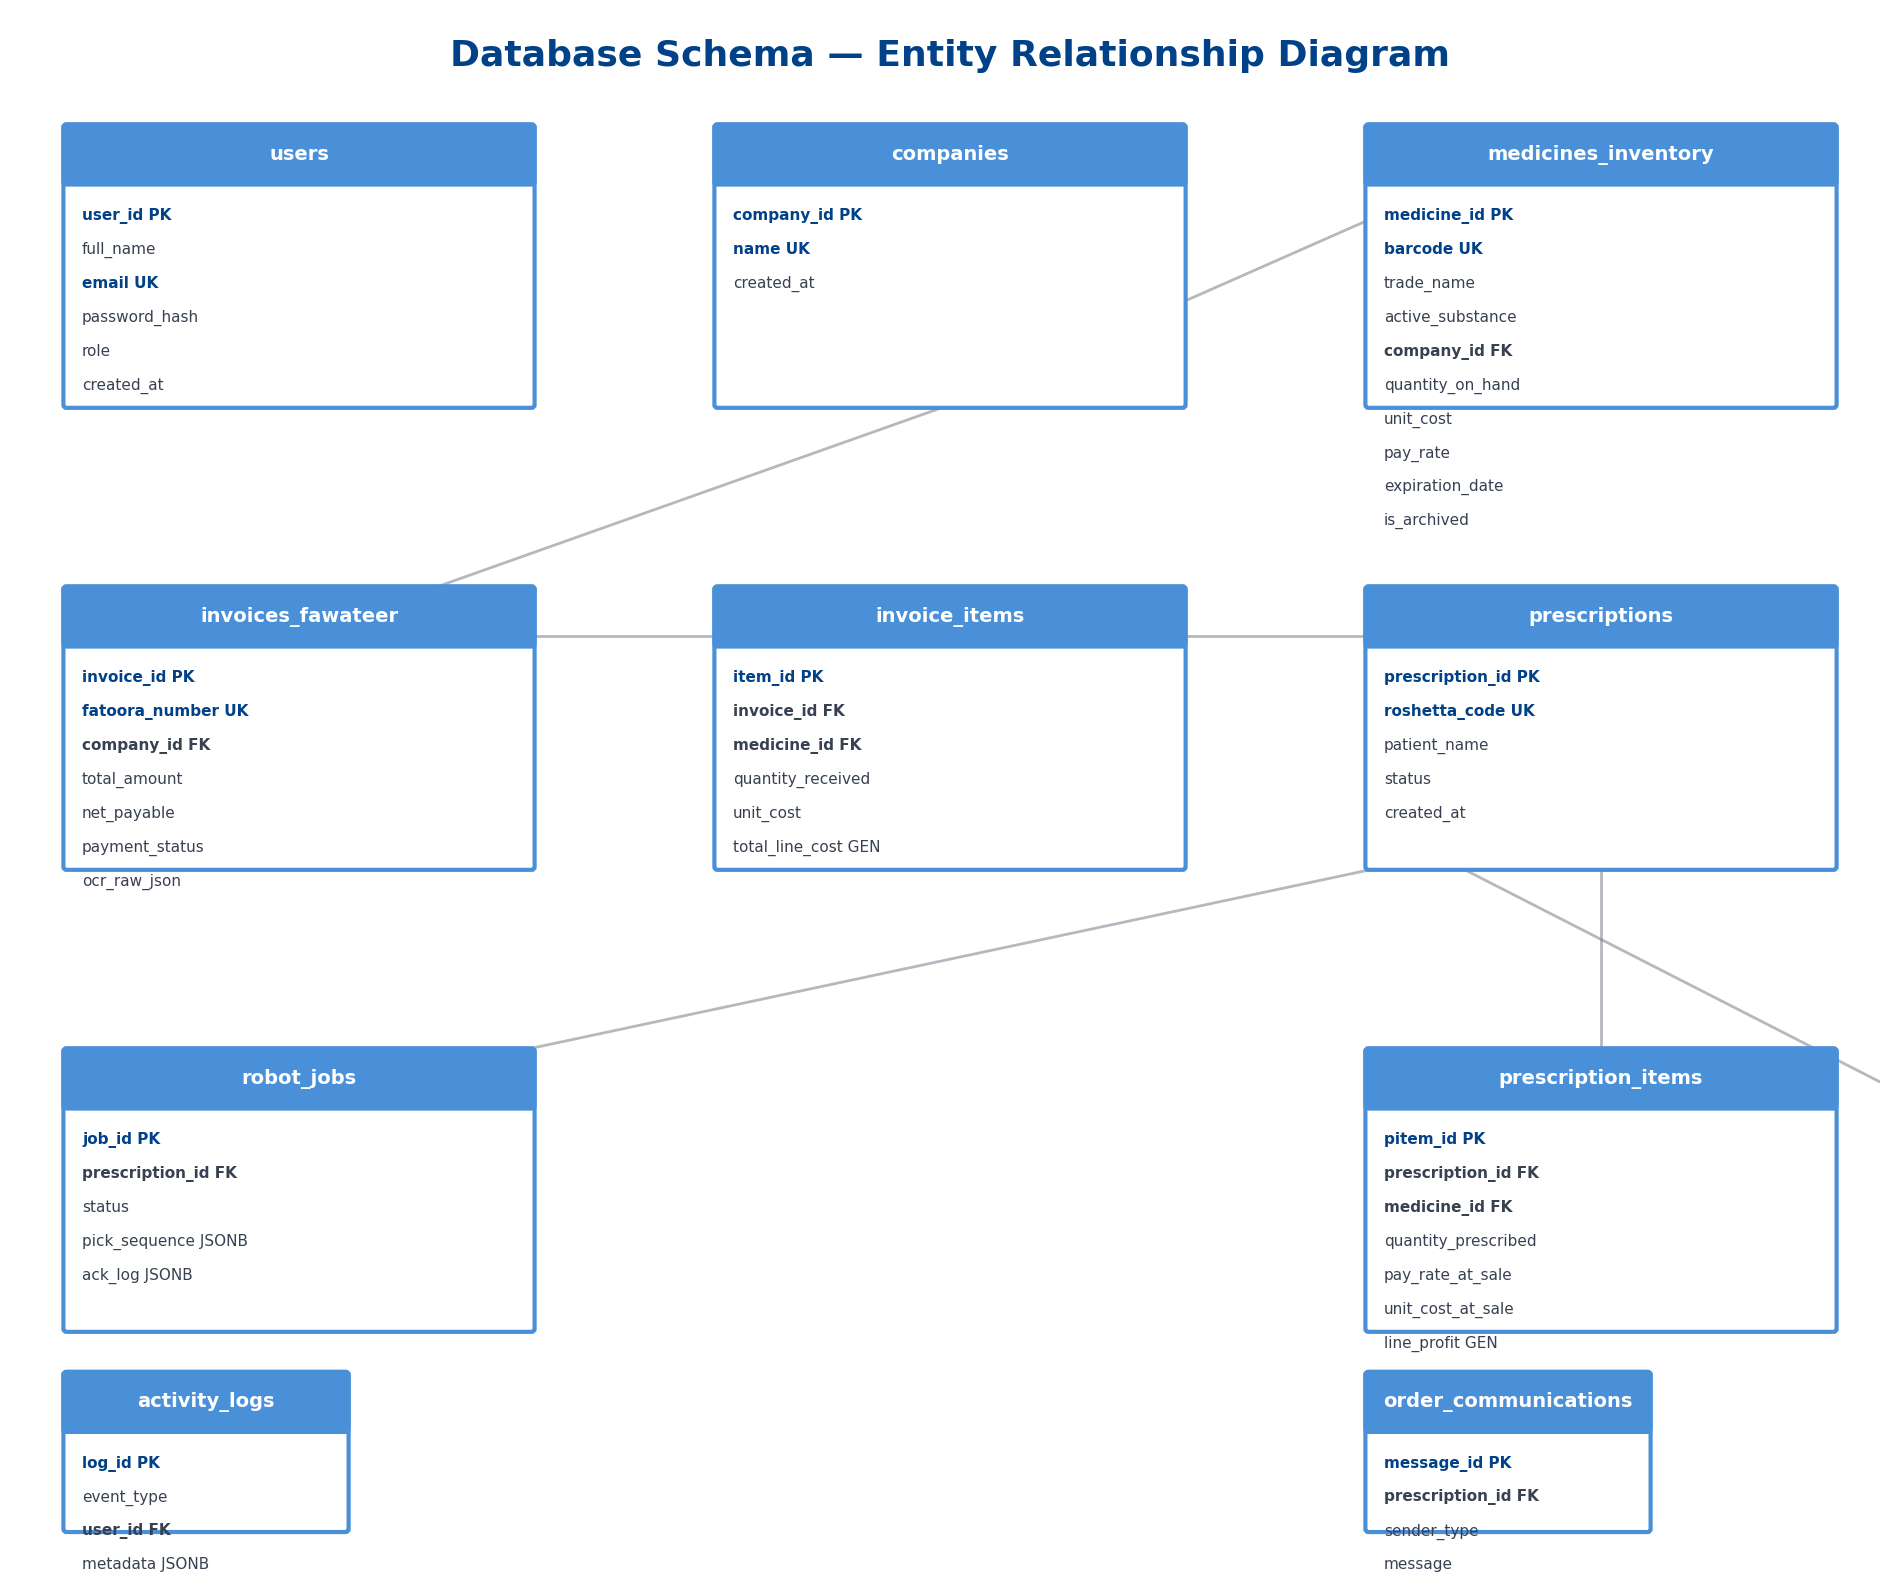 Database Schema — Entity Relationship Diagram
users
user_id PK
full_name
email UK
password_hash
role
created_at
companies
company_id PK
name UK
created_at
medicines_inventory
medicine_id PK
barcode UK
trade_name
active_substance
company_id FK
quantity_on_hand
unit_cost
pay_rate
expiration_date
is_archived
invoices_fawateer
invoice_id PK
fatoora_number UK
company_id FK
total_amount
net_payable
payment_status
ocr_raw_json
invoice_items
item_id PK
invoice_id FK
medicine_id FK
quantity_received
unit_cost
total_line_cost GEN
prescriptions
prescription_id PK
roshetta_code UK
patient_name
status
created_at
robot_jobs
job_id PK
prescription_id FK
status
pick_sequence JSONB
ack_log JSONB
prescription_items
pitem_id PK
prescription_id FK
medicine_id FK
quantity_prescribed
pay_rate_at_sale
unit_cost_at_sale
line_profit GEN
activity_logs
log_id PK
event_type
user_id FK
metadata JSONB
order_communications
message_id PK
prescription_id FK
sender_type
message